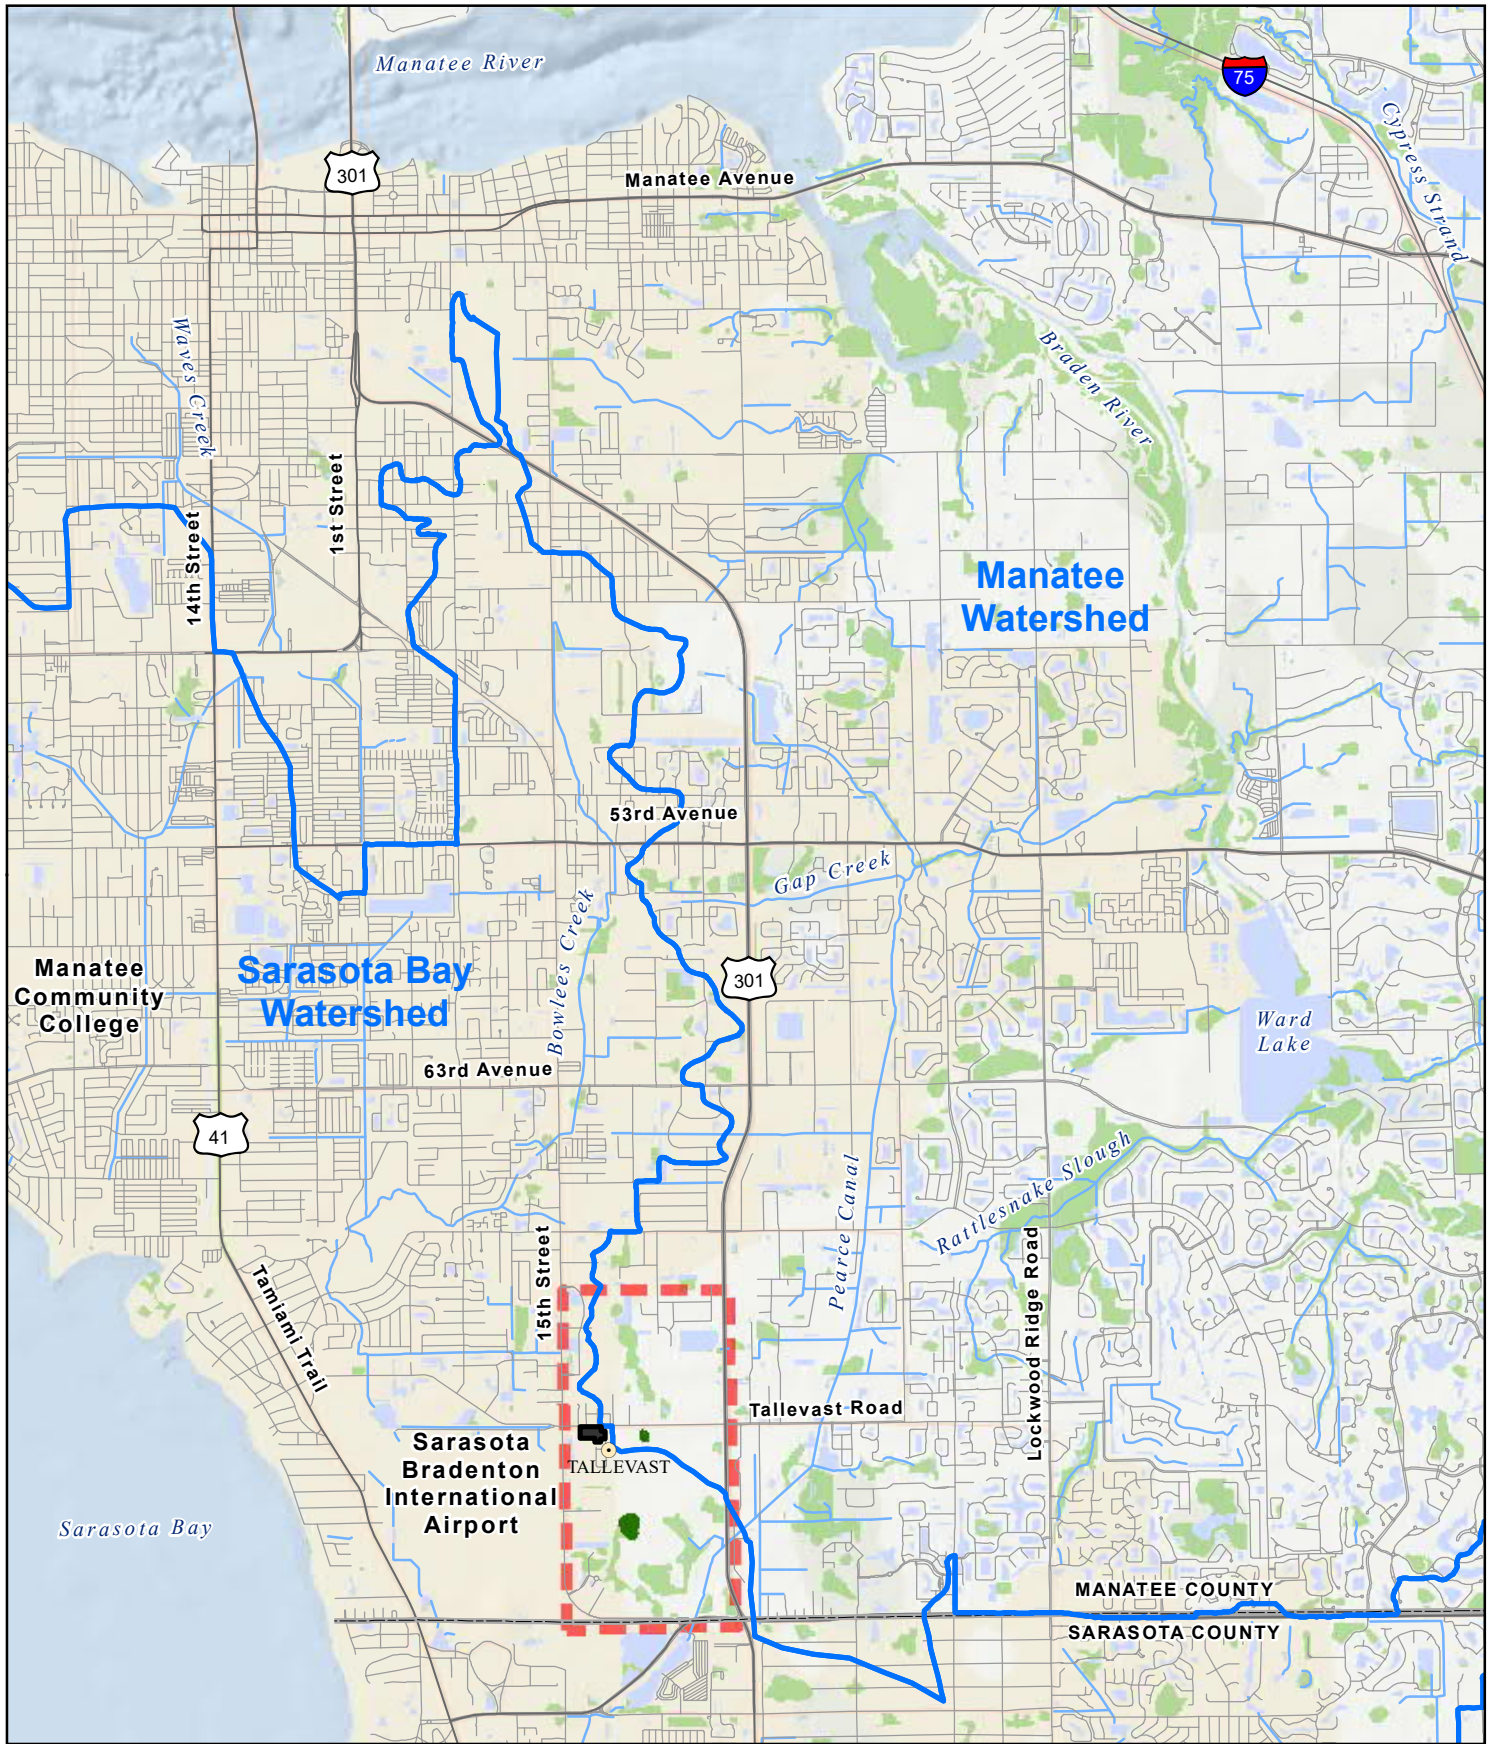 Manatee River
75
Cypress Strand
301
Manatee Avenue
Waves Creek
Braden River
1st Street
14th Street
Manatee
Watershed
53rd Avenue
Gap Creek
Bowlees Creek
Manatee
Community
College
Sarasota Bay
Watershed
301
Ward
Lake
63rd Avenue
41
Rattlesnake Slough
Pearce Canal
15th Street
Lockwood Ridge Road
Tamiami Trail
Tallevast Road
Sarasota
Bradenton
International
Airport
TALLEVAST
Sarasota Bay
MANATEE COUNTY
SARASOTA COUNTY